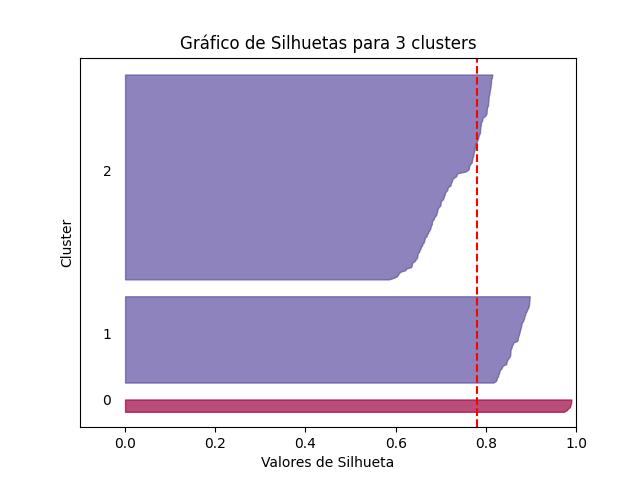 Gráfico de Silhuetas para 3 clusters
Cluster
2
1
0
0.0 0.2 0.4 0.6 0.8 1.0
Valores de Silhueta